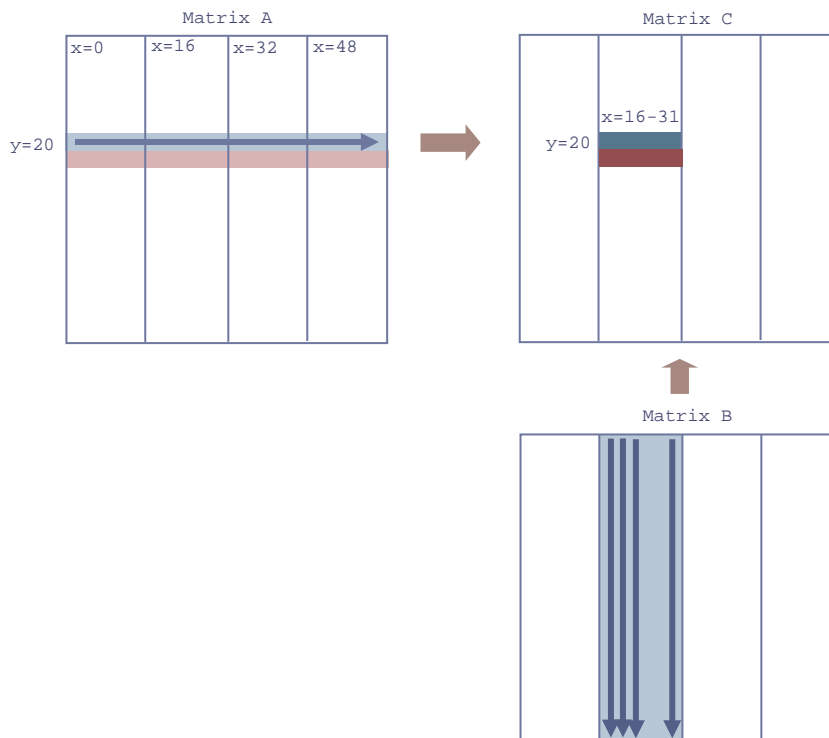 Matrix A
x=0
x=16
x=32
x=48
y=20
Matrix C
x=16-31
y=20
Matrix B